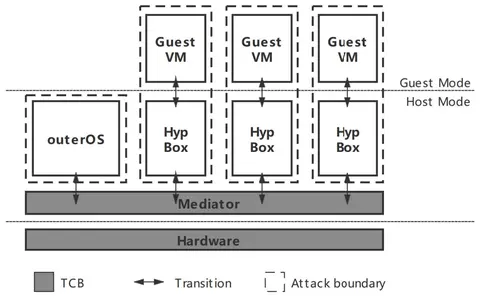 Guest
VM
Guest
VM
Guest
VM
Guest Mode
Host Mode
outerOS
Hyp
Box
Hyp
Box
Hyp
Box
Mediator
Hardware
TCB
Transition
Attack boundary